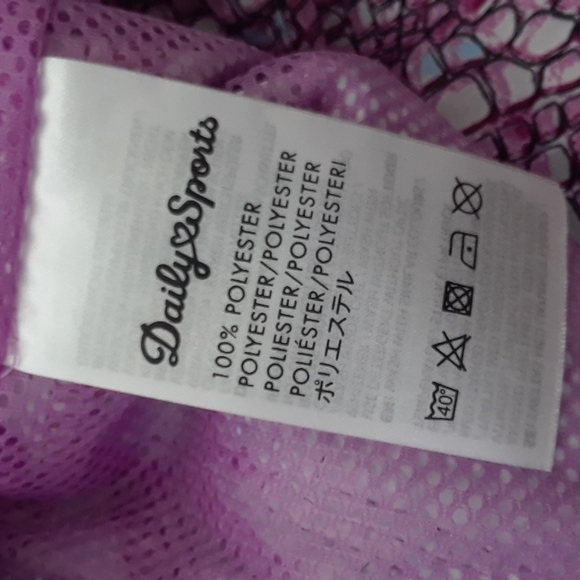 Daily Sports
100% POLYESTER
POLYESTER/POLYESTER
POLIESTER/POLYESTER
POLIÉSTER/POLYESTERI
ポリエステル
40°